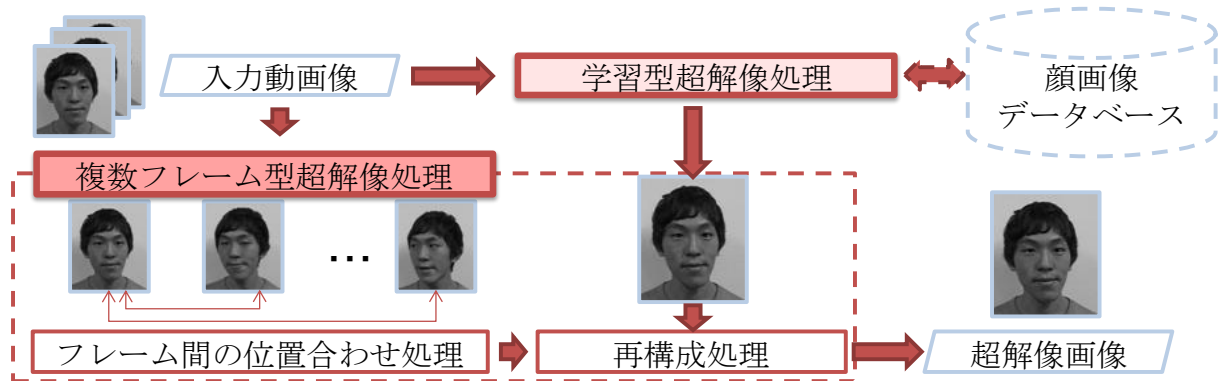 入力動画像
学習型超解像処理
顔画像
データベース
複数フレーム型超解像処理
…
フレーム間の位置合わせ処理
再構成処理
超解像画像